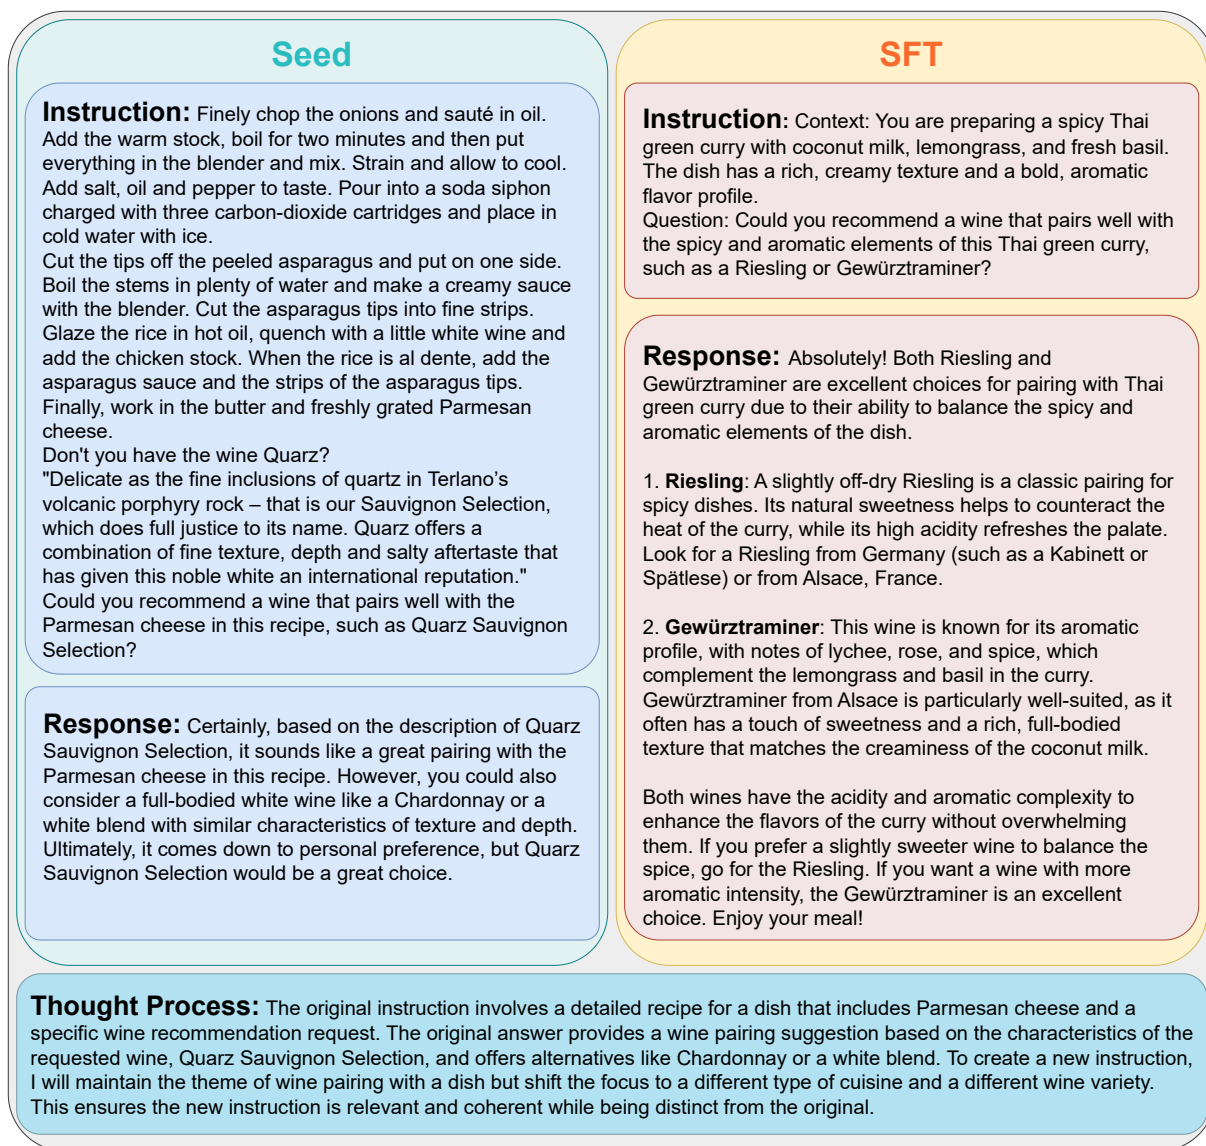 Seed
Instruction: Finely chop the onions and sauté in oil.
Add the warm stock, boil for two minutes and then put
everything in the blender and mix. Strain and allow to cool.
Add salt, oil and pepper to taste. Pour into a soda siphon
charged with three carbon-dioxide cartridges and place in
cold water with ice.
Cut the tips off the peeled asparagus and put on one side.
Boil the stems in plenty of water and make a creamy sauce
with the blender. Cut the asparagus tips into fine strips.
Glaze the rice in hot oil, quench with a little white wine and
add the chicken stock. When the rice is al dente, add the
asparagus sauce and the strips of the asparagus tips.
Finally, work in the butter and freshly grated Parmesan
cheese.
Don't you have the wine Quarz?
"Delicate as the fine inclusions of quartz in Terlano’s
volcanic porphyry rock – that is our Sauvignon Selection,
which does full justice to its name. Quarz offers a
combination of fine texture, depth and salty aftertaste that
has given this noble white an international reputation."
Could you recommend a wine that pairs well with the
Parmesan cheese in this recipe, such as Quarz Sauvignon
Selection?
Response: Certainly, based on the description of Quarz
Sauvignon Selection, it sounds like a great pairing with the
Parmesan cheese in this recipe. However, you could also
consider a full-bodied white wine like a Chardonnay or a
white blend with similar characteristics of texture and depth.
Ultimately, it comes down to personal preference, but Quarz
Sauvignon Selection would be a great choice.
SFT
Instruction: Context: You are preparing a spicy Thai
green curry with coconut milk, lemongrass, and fresh basil.
The dish has a rich, creamy texture and a bold, aromatic
flavor profile.
Question: Could you recommend a wine that pairs well with
the spicy and aromatic elements of this Thai green curry,
such as a Riesling or Gewürztraminer?
Response: Absolutely! Both Riesling and
Gewürztraminer are excellent choices for pairing with Thai
green curry due to their ability to balance the spicy and
aromatic elements of the dish.
1. Riesling: A slightly off-dry Riesling is a classic pairing for
spicy dishes. Its natural sweetness helps to counteract the
heat of the curry, while its high acidity refreshes the palate.
Look for a Riesling from Germany (such as a Kabinett or
Spätlese) or from Alsace, France.
2. Gewürztraminer: This wine is known for its aromatic
profile, with notes of lychee, rose, and spice, which
complement the lemongrass and basil in the curry.
Gewürztraminer from Alsace is particularly well-suited, as it
often has a touch of sweetness and a rich, full-bodied
texture that matches the creaminess of the coconut milk.
Both wines have the acidity and aromatic complexity to
enhance the flavors of the curry without overwhelming
them. If you prefer a slightly sweeter wine to balance the
spice, go for the Riesling. If you want a wine with more
aromatic intensity, the Gewürztraminer is an excellent
choice. Enjoy your meal!
Thought Process: The original instruction involves a detailed recipe for a dish that includes Parmesan cheese and a
specific wine recommendation request. The original answer provides a wine pairing suggestion based on the characteristics of the
requested wine, Quarz Sauvignon Selection, and offers alternatives like Chardonnay or a white blend. To create a new instruction,
I will maintain the theme of wine pairing with a dish but shift the focus to a different type of cuisine and a different wine variety.
This ensures the new instruction is relevant and coherent while being distinct from the original.